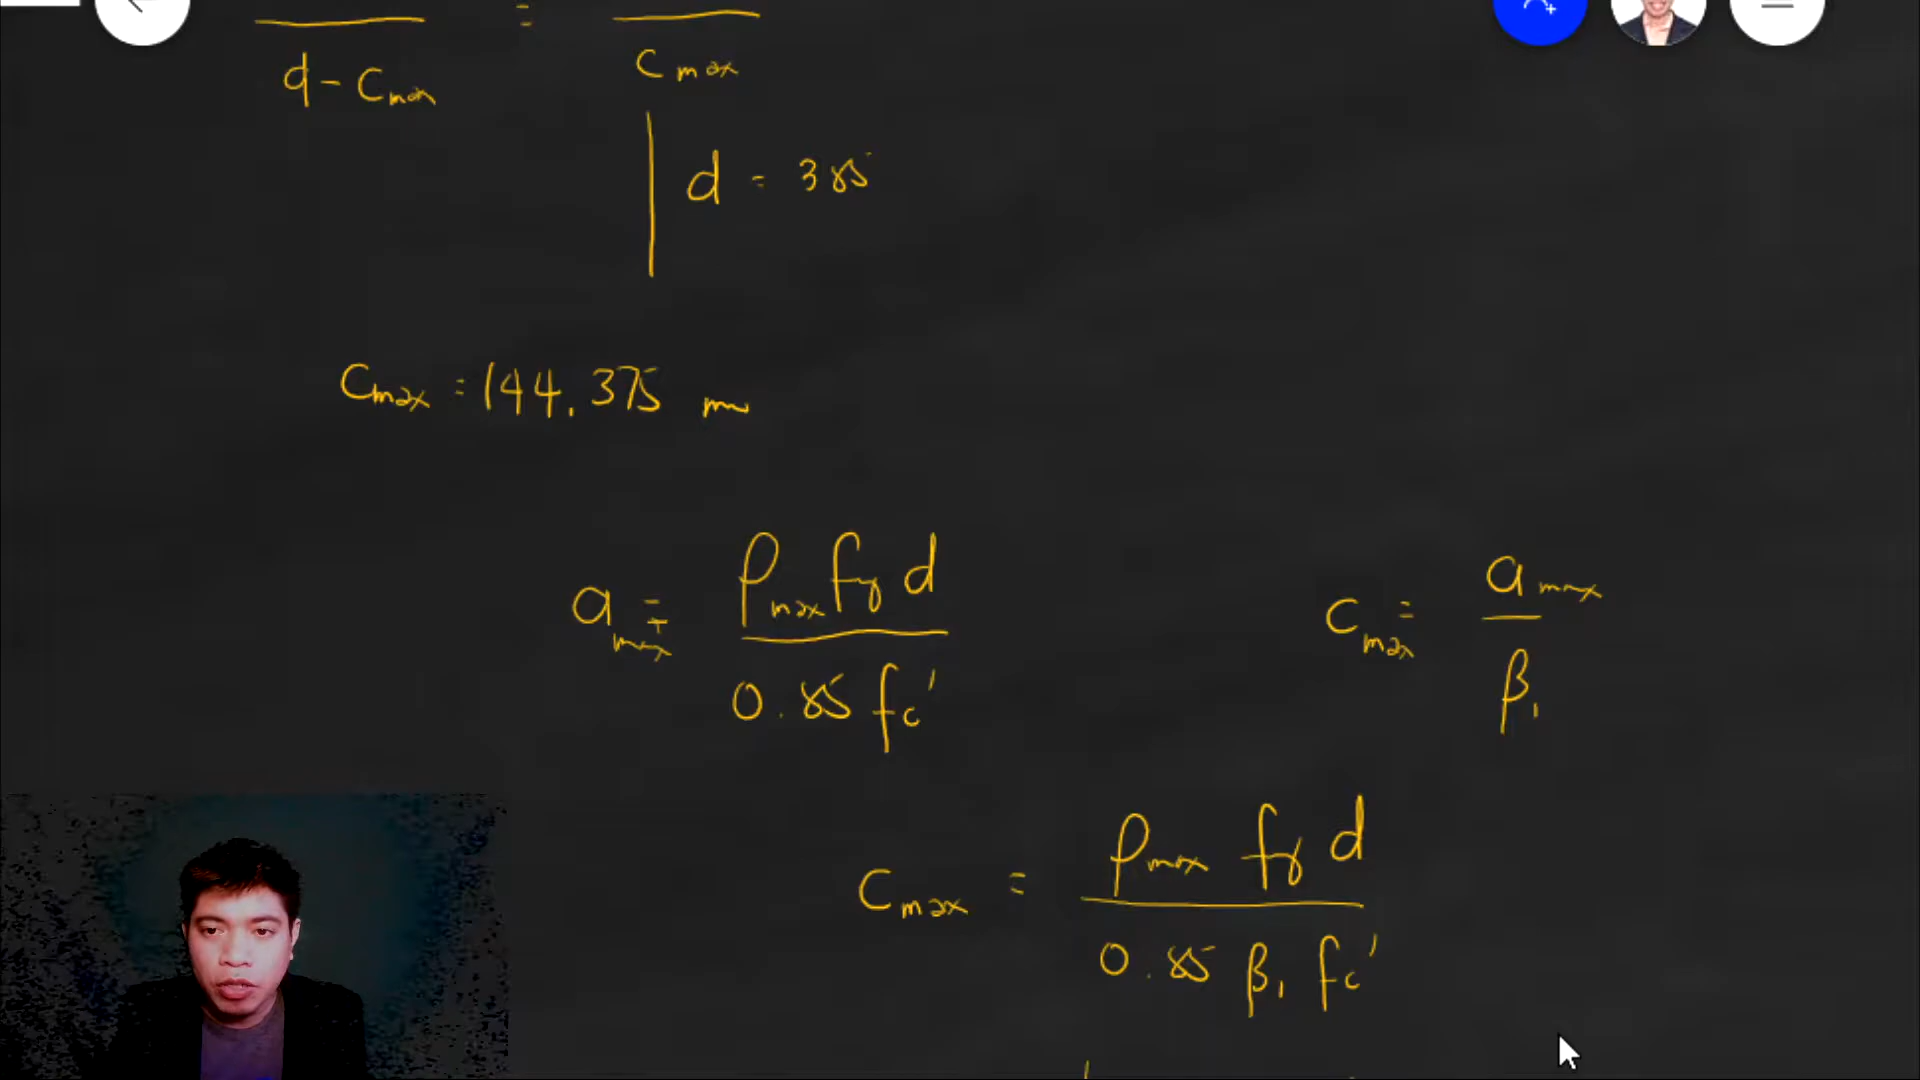 d - Cmax = Cmax
d = 385
Cmax = 144.375 mm
amax = ρmax fy d / 0.85 fc'
Cmax = amax / β1
Cmax = ρmax fy d / 0.85 β1 fc'